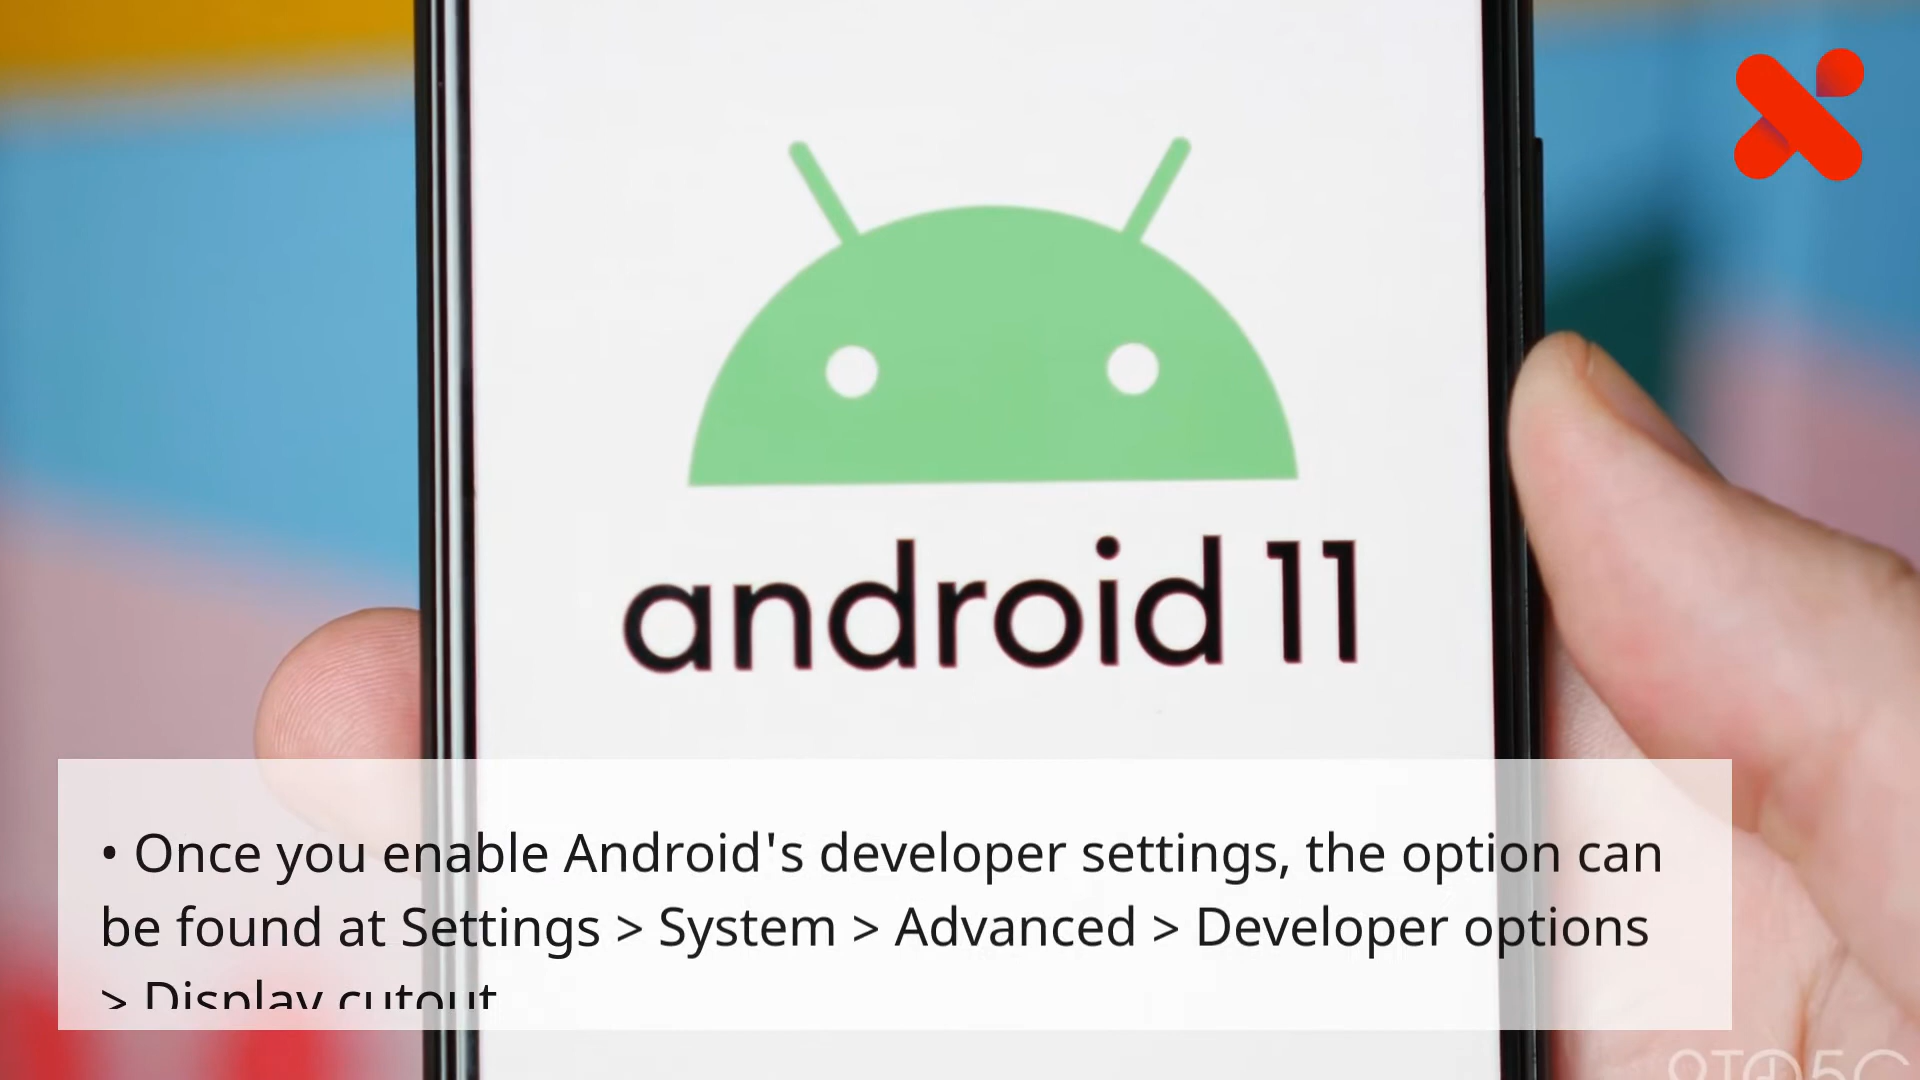 android 11
• Once you enable Android's developer settings, the option can
be found at Settings > System > Advanced > Developer options
> Display cutout
9TO5G